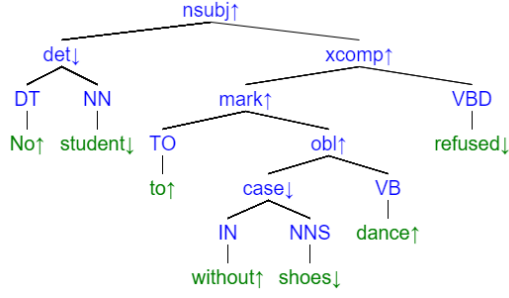 nsubj↑
det↓ xcomp↑
DT NN mark↑ VBD
No↑ student↓ TO obl↑ refused↓
to↑ case↓ VB
IN NNS dance↑
without↑ shoes↓